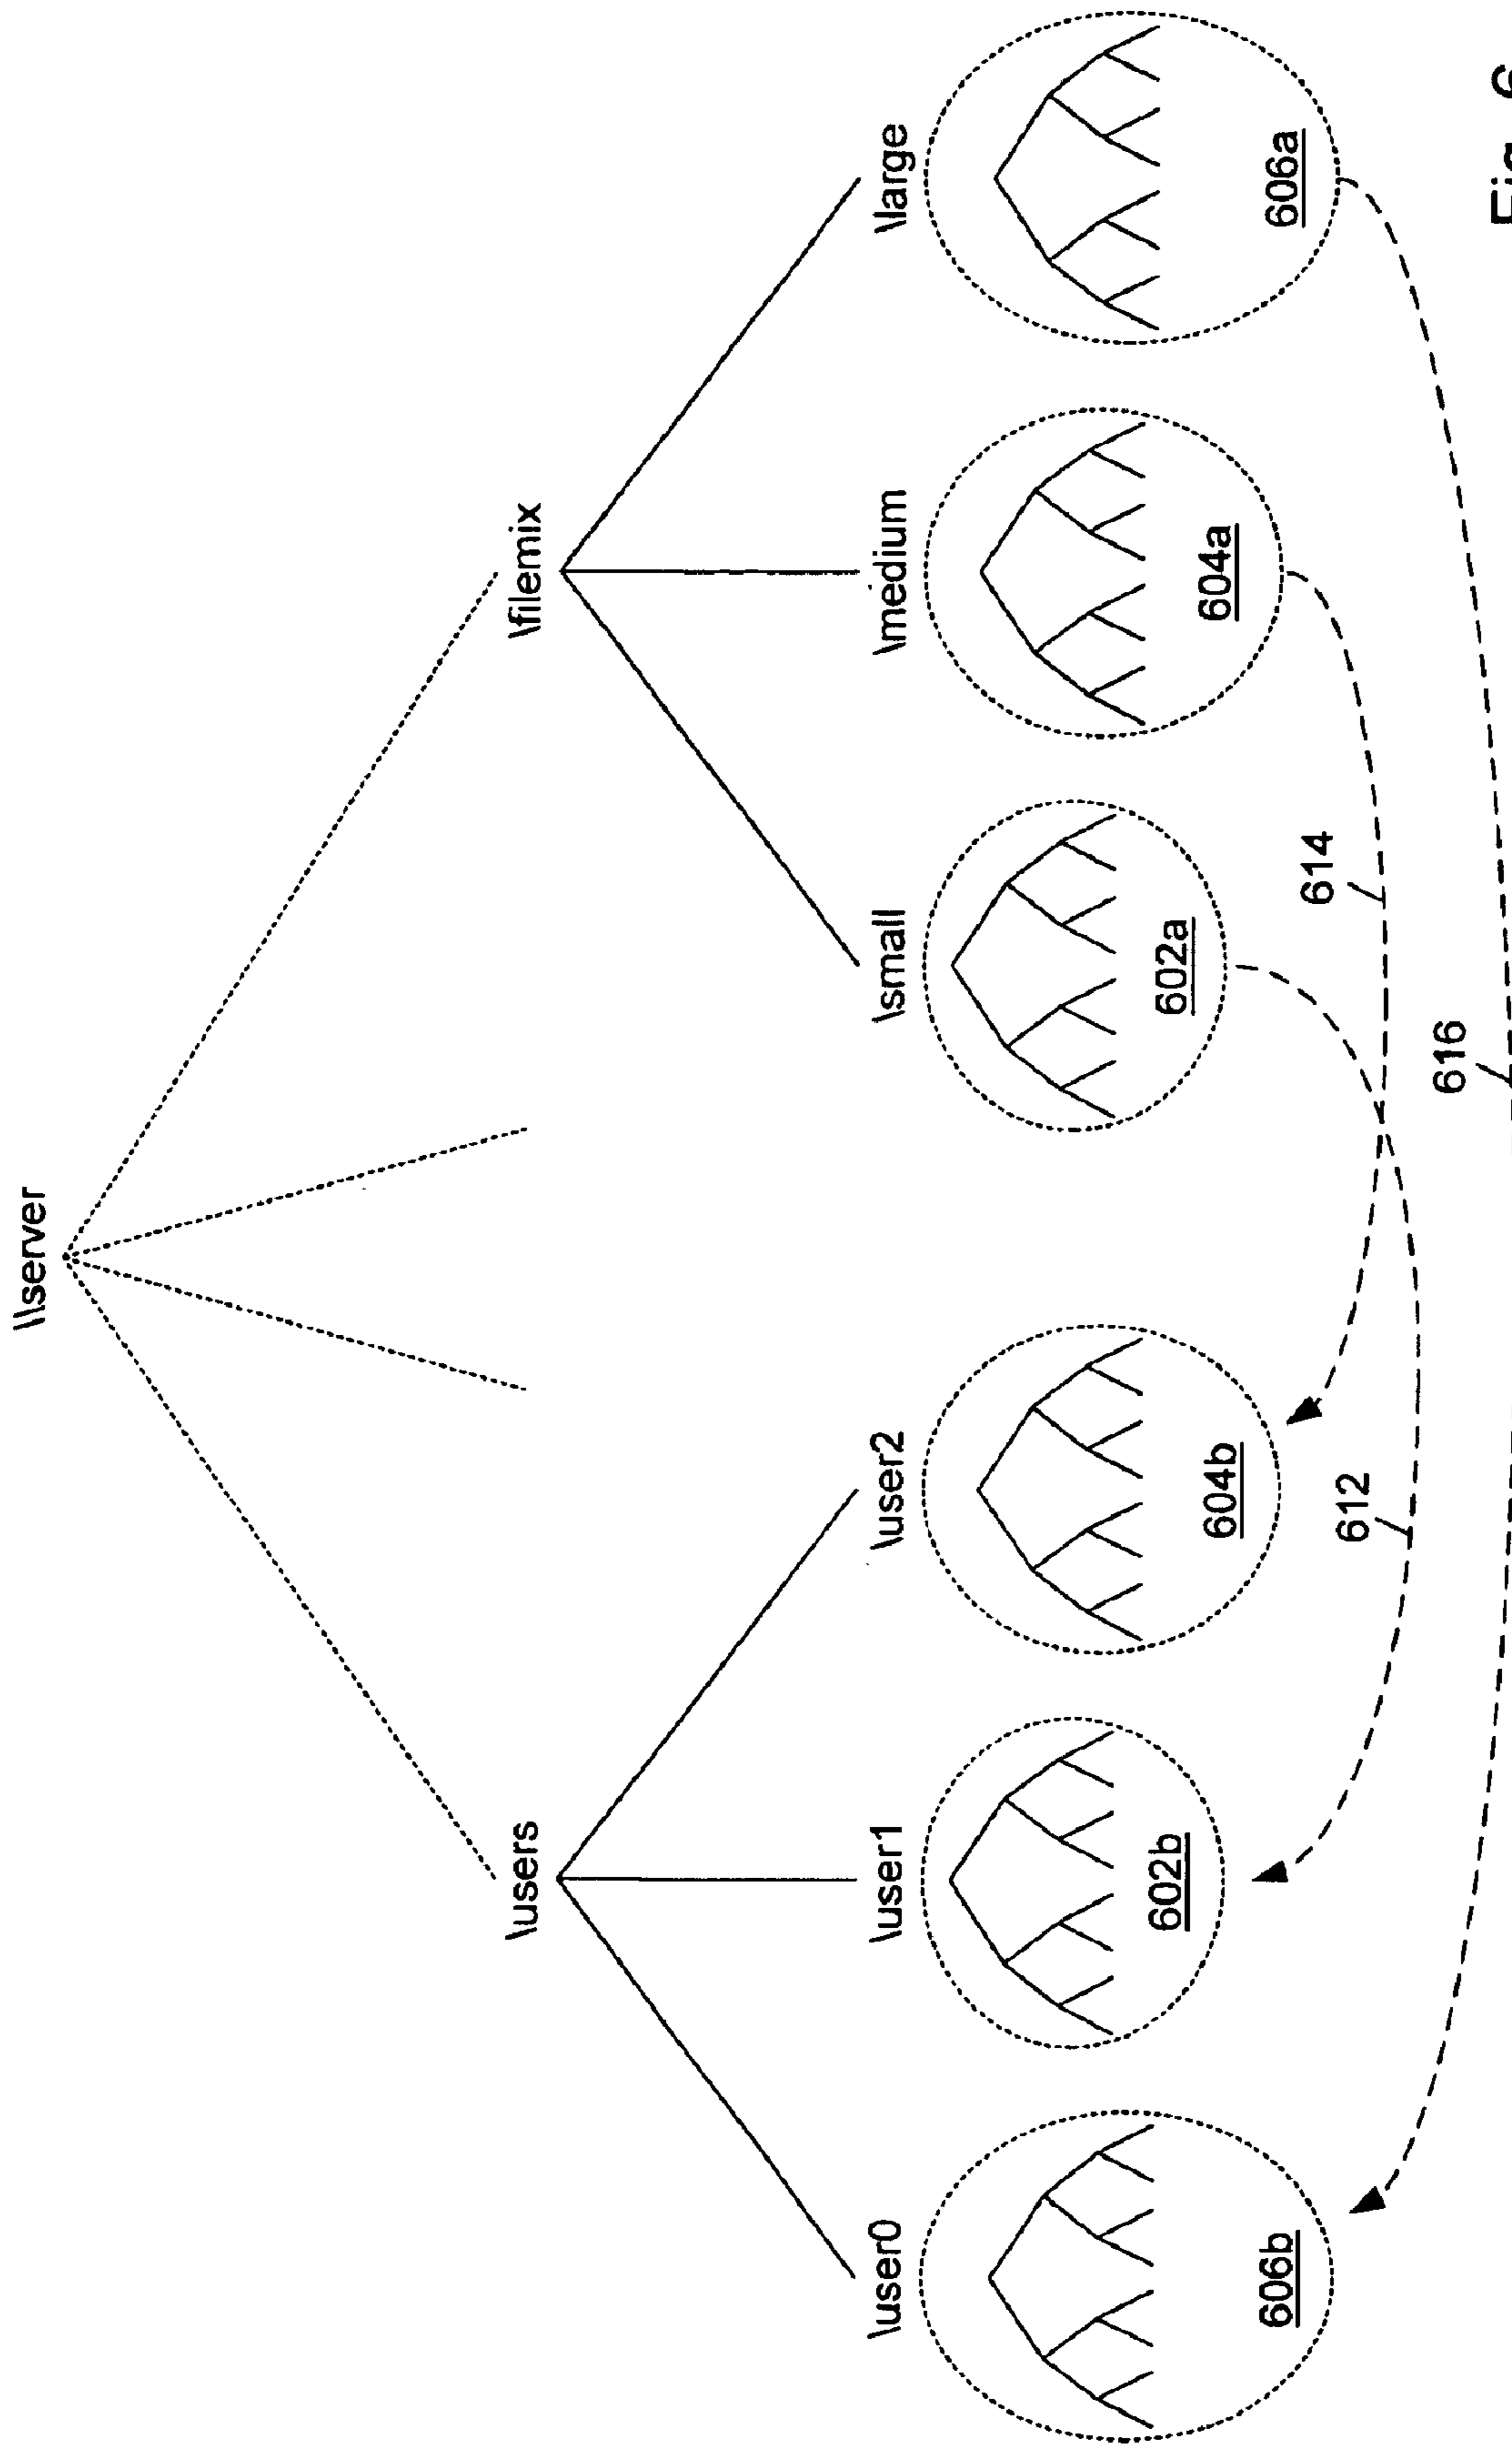 \\server
\users
\filemix
\user0
\user1
\user2
\small
\medium
\large
606b
602b
604b
602a
604a
606a
612
614
616